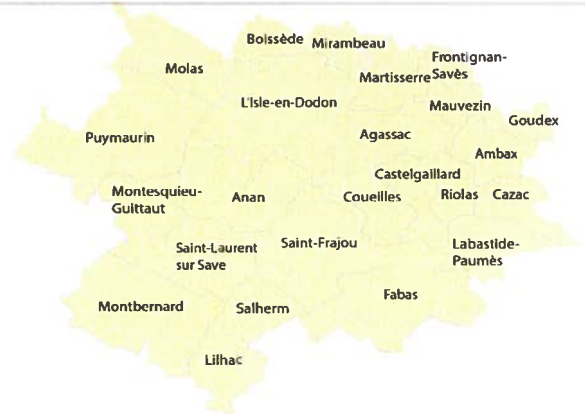 Boissède
Mirambeau
Frontignan-
Savès
Molas
Martisserre
L'Isle-en-Dodon
Mauvezin
Goudex
Agassac
Puymaurin
Ambax
Castelgaillard
Montesquieu-
Guittaut
Anan
Coueilles
Riolas
Cazac
Saint-Laurent
sur Save
Saint-Frajou
Labastide-
Paumès
Fabas
Montbernard
Salherm
Lilhac